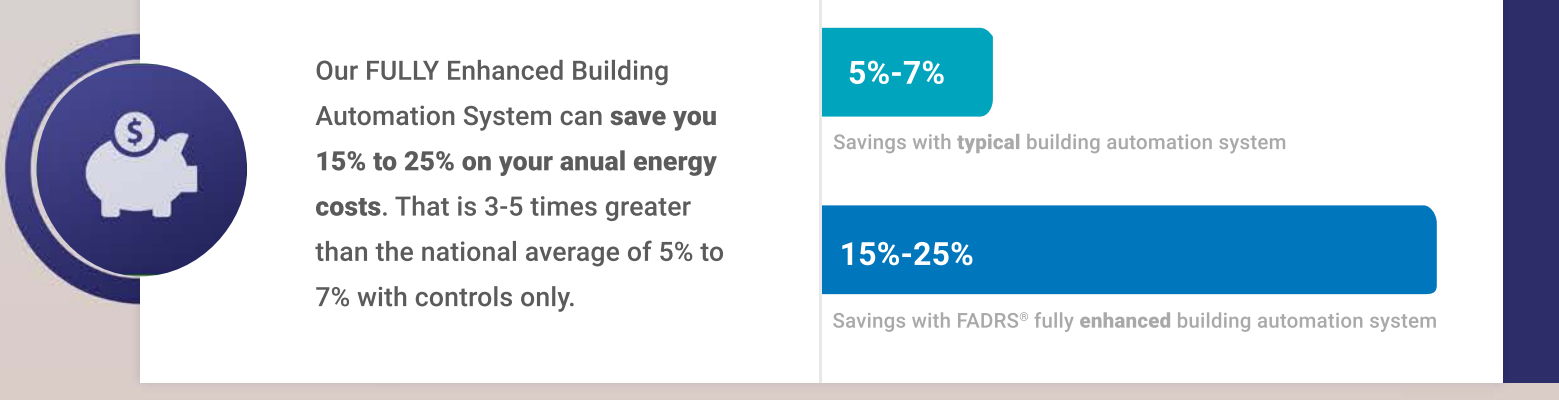 $
Our FULLY Enhanced Building
Automation System can save you
15% to 25% on your anual energy
costs. That is 3-5 times greater
than the national average of 5% to
7% with controls only.
5%-7%
Savings with typical building automation system
15%-25%
Savings with FADRS® fully enhanced building automation system